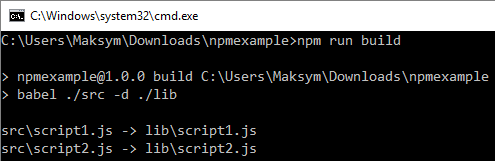 C:\Windows\system32\cmd.exe
C:\Users\Maksym\Downloads\npmexample>npm run build
> npmexample@1.0.0 build C:\Users\Maksym\Downloads\npmexample
> babel ./src -d ./lib
src\script1.js -> lib\script1.js
src\script2.js -> lib\script2.js